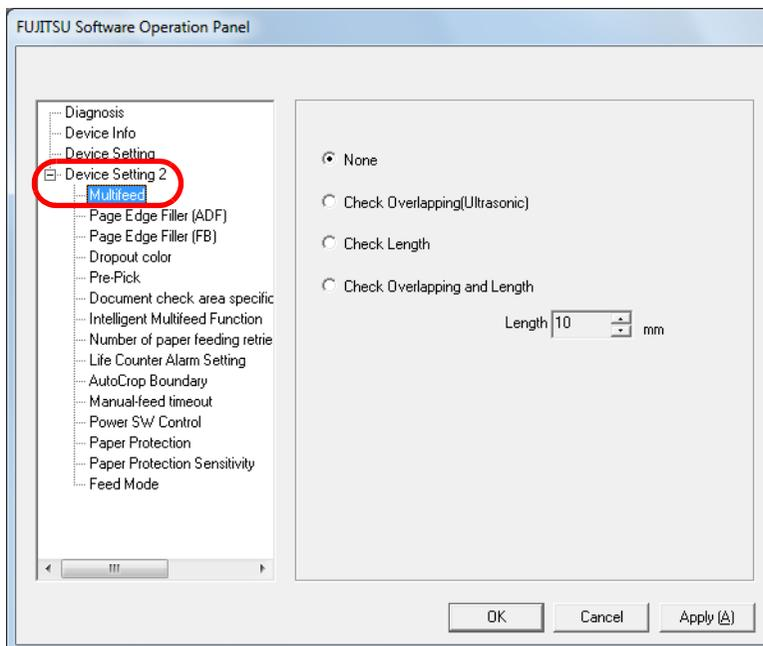 FUJITSU Software Operation Panel
Diagnosis
Device Info
Device Setting
Device Setting 2
Multifeed
Page Edge Filler (ADF)
Page Edge Filler (FB)
Dropout color
Pre-Pick
Document check area specific
Intelligent Multifeed Function
Number of paper feeding retrie
Life Counter Alarm Setting
AutoCrop Boundary
Manual-feed timeout
Power SW Control
Paper Protection
Paper Protection Sensitivity
Feed Mode
None
Check Overlapping(Ultrasonic)
Check Length
Check Overlapping and Length
Length 10 mm
OK Cancel Apply (A)